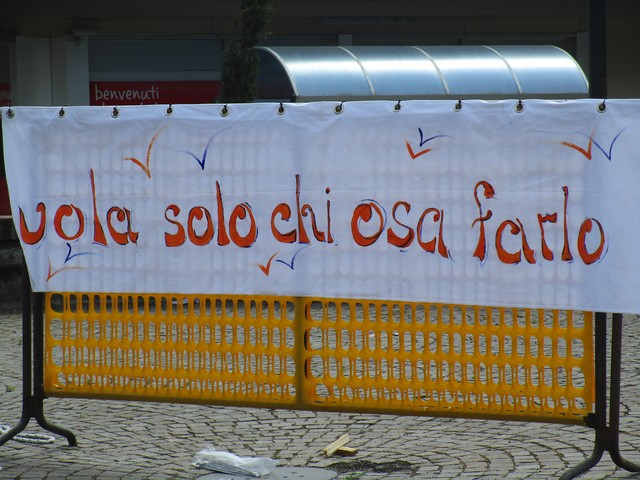 benvenuti
vola solo chi osa farlo